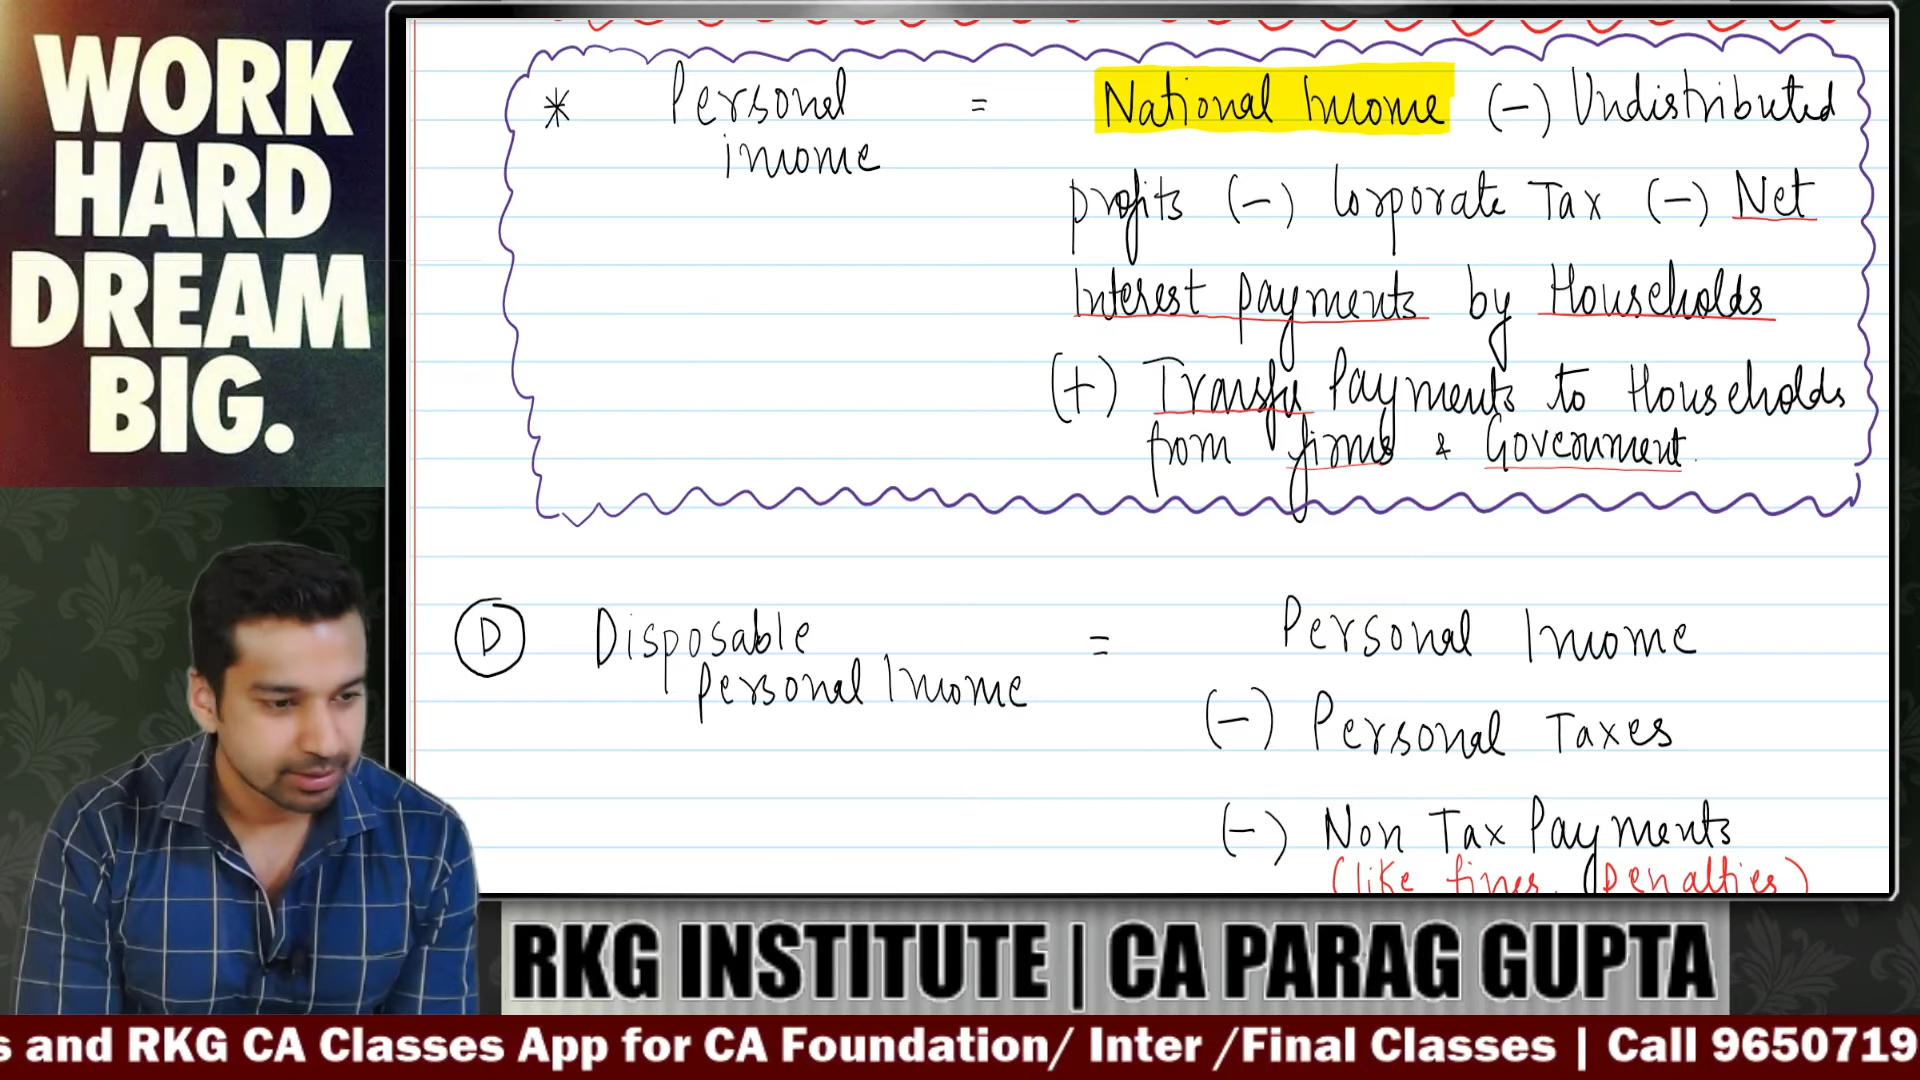 WORK
HARD
DREAM
BIG.
* Personal = National Income (-) Undistributed
income
profits (-) Corporate Tax (-) Net
Interest payments by Households
(+) Transfer Payments to Households
from firms & Government.
D Disposable = Personal Income
Personal Income
(-) Personal Taxes
(-) Non Tax Payments
(like fines, Penalties)
RKG INSTITUTE | CA PARAG GUPTA
s and RKG CA Classes App for CA Foundation/ Inter /Final Classes | Call 9650719